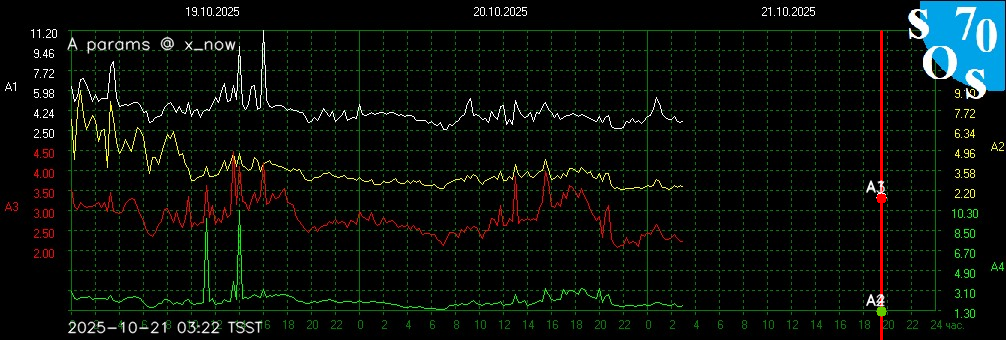 19.10.2025 20.10.2025 21.10.2025
S 70
O
S
A params @ x_now
A1
11.20
9.46
7.72
5.98
4.24
2.50
A3
4.50
4.00
3.50
3.00
2.50
2.00
7.72
6.34
4.96
3.58
2.20
A2
10.30
8.50
6.70
4.90
3.10
1.30
A4
16 18 20 22 0 2 4 6 8 10 12 14 16 18 20 22 0 2 4 6 8 10 12 14 16 18 20 22 24 час.
2025-10-21 03:22 TSST